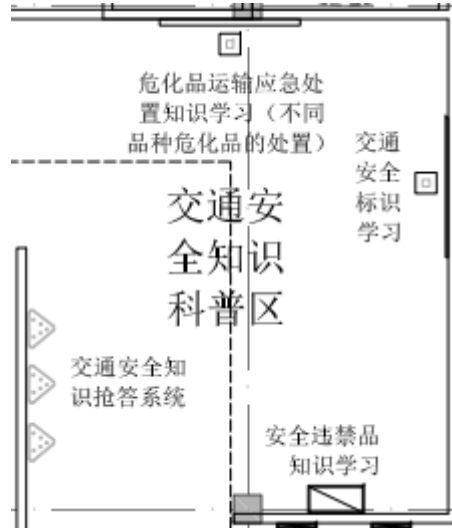 危化品运输应急处
置知识学习（不同
品种危化品的处置）
交通
安全
标识
学习
交通安
全知识
科普区
交通安全知
识抢答系统
安全违禁品
知识学习